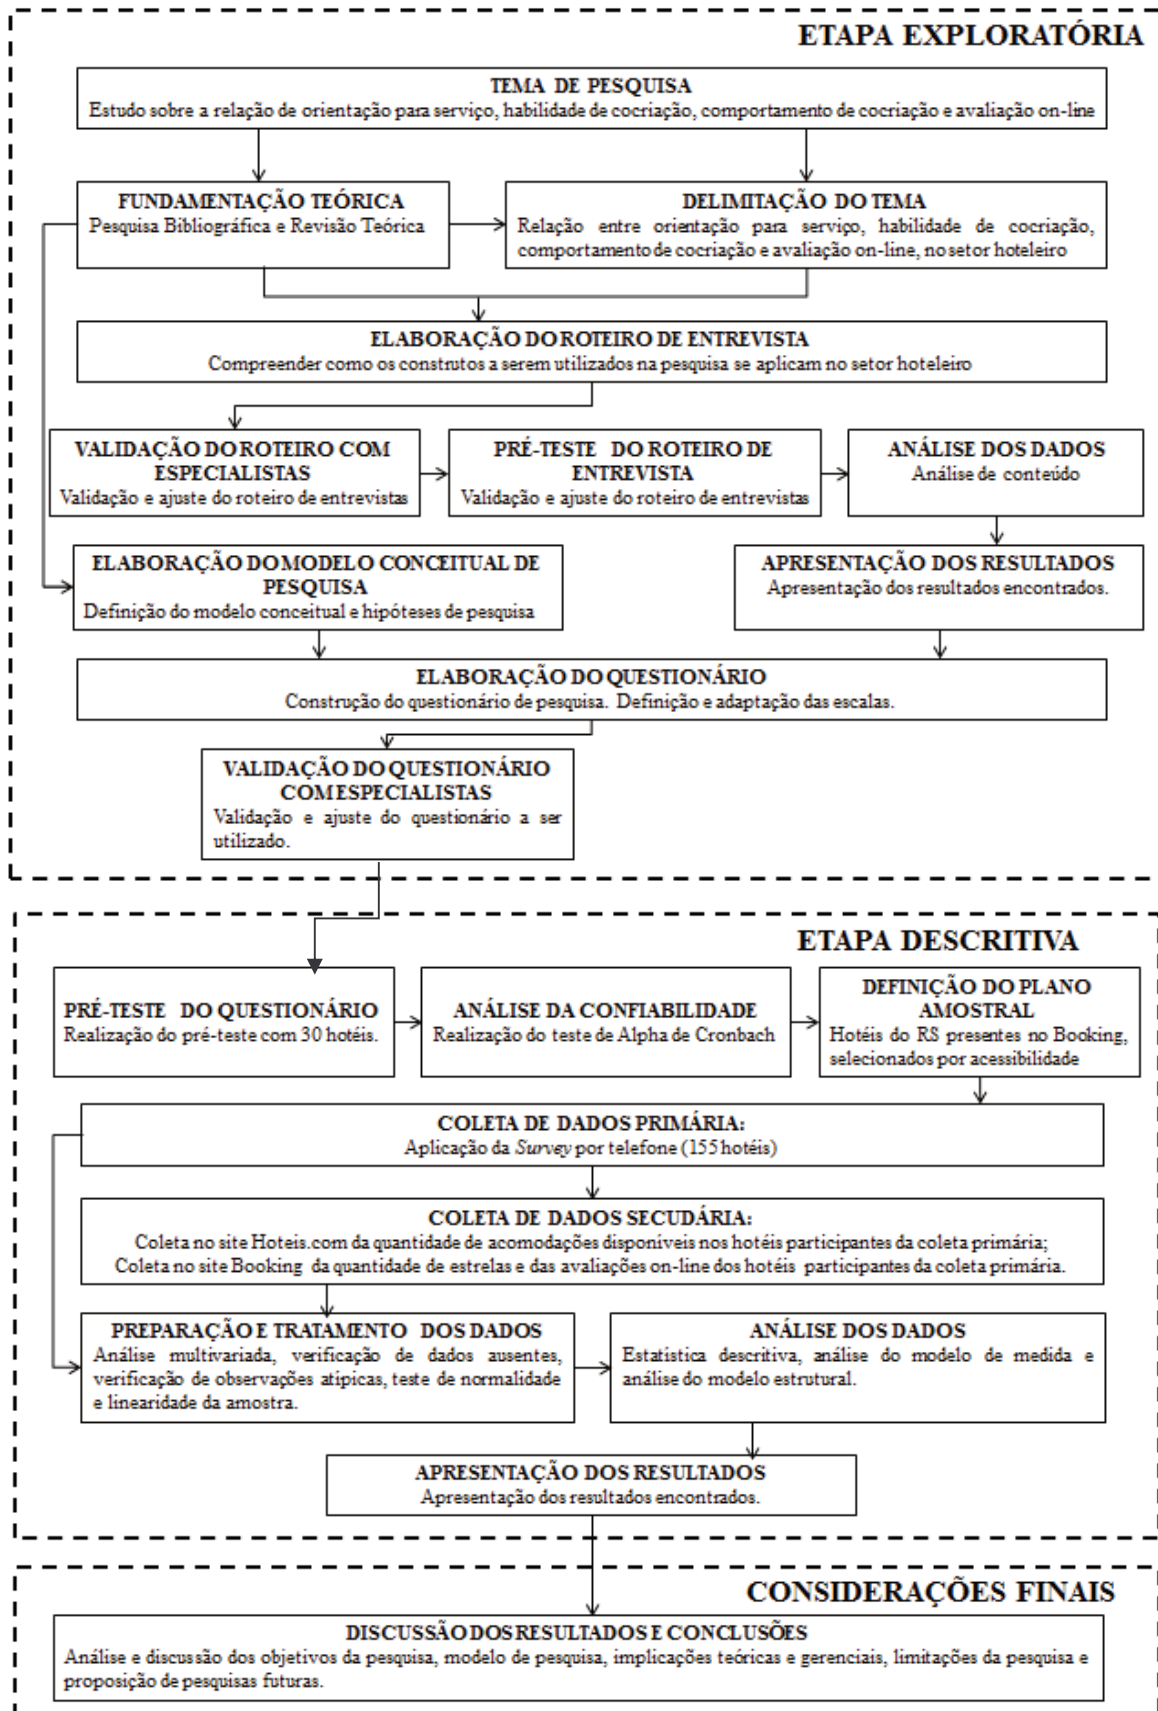 ETAPA EXPLORATÓRIA
TEMA DE PESQUISA
Estudo sobre a relação de orientação para serviço, habilidade de cocriação, comportamento de cocriação e avaliação on-line
FUNDAMENTAÇÃO TEÓRICA
Pesquisa Bibliográfica e Revisão Teórica
DELIMITAÇÃO DO TEMA
Relação entre orientação para serviço, habilidade de cocriação,
comportamento de cocriação e avaliação on-line, no setor hoteleiro
ELABORAÇÃO DO ROTEIRO DE ENTREVISTA
Compreender como os construtos a serem utilizados na pesquisa se aplicam no setor hoteleiro
VALIDAÇÃO DO ROTEIRO COM
ESPECIALISTAS
Validação e ajuste do roteiro de entrevistas
PRÉ-TESTE DO ROTEIRO DE
ENTREVISTA
Validação e ajuste do roteiro de entrevistas
ANÁLISE DOS DADOS
Análise de conteúdo
ELABORAÇÃO DO MODELO CONCEITUAL DE
PESQUISA
Definição do modelo conceitual e hipóteses de pesquisa
APRESENTAÇÃO DOS RESULTADOS
Apresentação dos resultados encontrados.
ELABORAÇÃO DO QUESTIONÁRIO
Construção do questionário de pesquisa. Definição e adaptação das escalas.
VALIDAÇÃO DO QUESTIONÁRIO
COM ESPECIALISTAS
Validação e ajuste do questionário a ser
utilizado.
ETAPA DESCRITIVA
PRÉ-TESTE DO QUESTIONÁRIO
Realização do pré-teste com 30 hotéis.
ANÁLISE DA CONFIABILIDADE
Realização do teste de Alpha de Cronbach
DEFINIÇÃO DO PLANO
AMOSTRAL
Hotéis do RS presentes no Booking,
selecionados por acessibilidade
COLETA DE DADOS PRIMÁRIA:
Aplicação da Survey por telefone (155 hotéis)
COLETA DE DADOS SECUDÁRIA:
Coleta no site Hoteis.com da quantidade de acomodações disponíveis nos hotéis participantes da coleta primária;
Coleta no site Booking da quantidade de estrelas e das avaliações on-line dos hotéis participantes da coleta primária.
PREPARAÇÃO E TRATAMENTO DOS DADOS
Análise multivariada, verificação de dados ausentes,
verificação de observações atípicas, teste de normalidade
e linearidade da amostra.
ANÁLISE DOS DADOS
Estatística descritiva, análise do modelo de medida e
análise do modelo estrutural.
APRESENTAÇÃO DOS RESULTADOS
Apresentação dos resultados encontrados.
CONSIDERAÇÕES FINAIS
DISCUSSÃO DOS RESULTADOS E CONCLUSÕES
Análise e discussão dos objetivos da pesquisa, modelo de pesquisa, implicações teóricas e gerenciais, limitações da pesquisa e
proposição de pesquisas futuras.